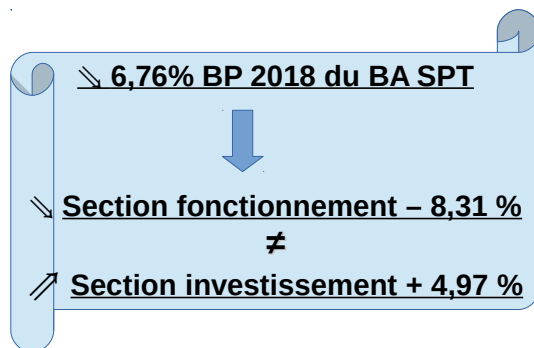 ⇘ 6,76% BP 2018 du BA SPT
⇘ Section fonctionnement – 8,31 %
≠
⇗ Section investissement + 4,97 %